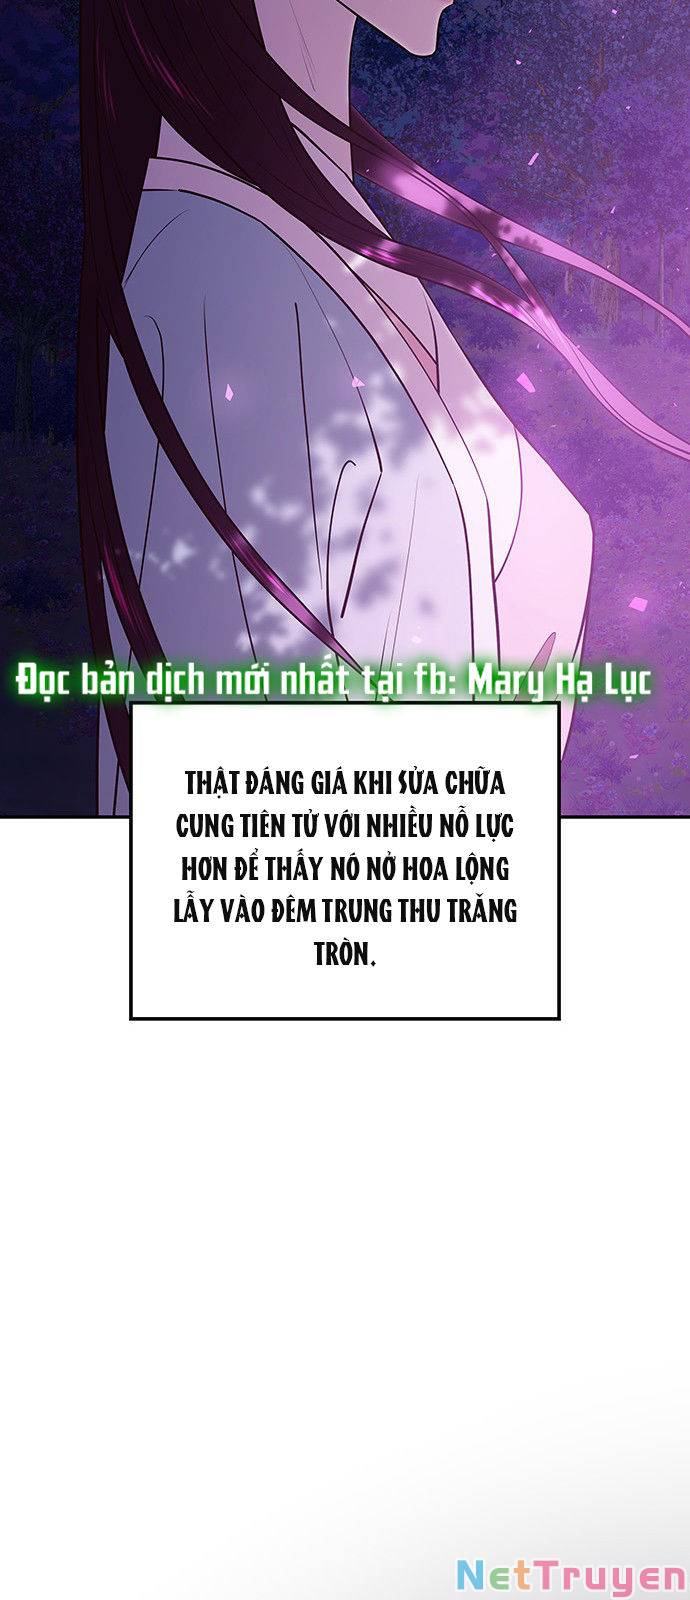 Đọc bản dịch mới nhất tại fb: Mary Hạ Lục
THẬT ĐÁNG GIÁ KHI SỬA CHỮA
CUNG TIÊN TỬ VỚI NHIỀU NỖ LỰC
HƠN ĐỂ THẤY NÓ NỞ HOA LỘNG
LẪY VÀO ĐÊM TRUNG THU TRĂNG
TRÒN.
NetTruyen